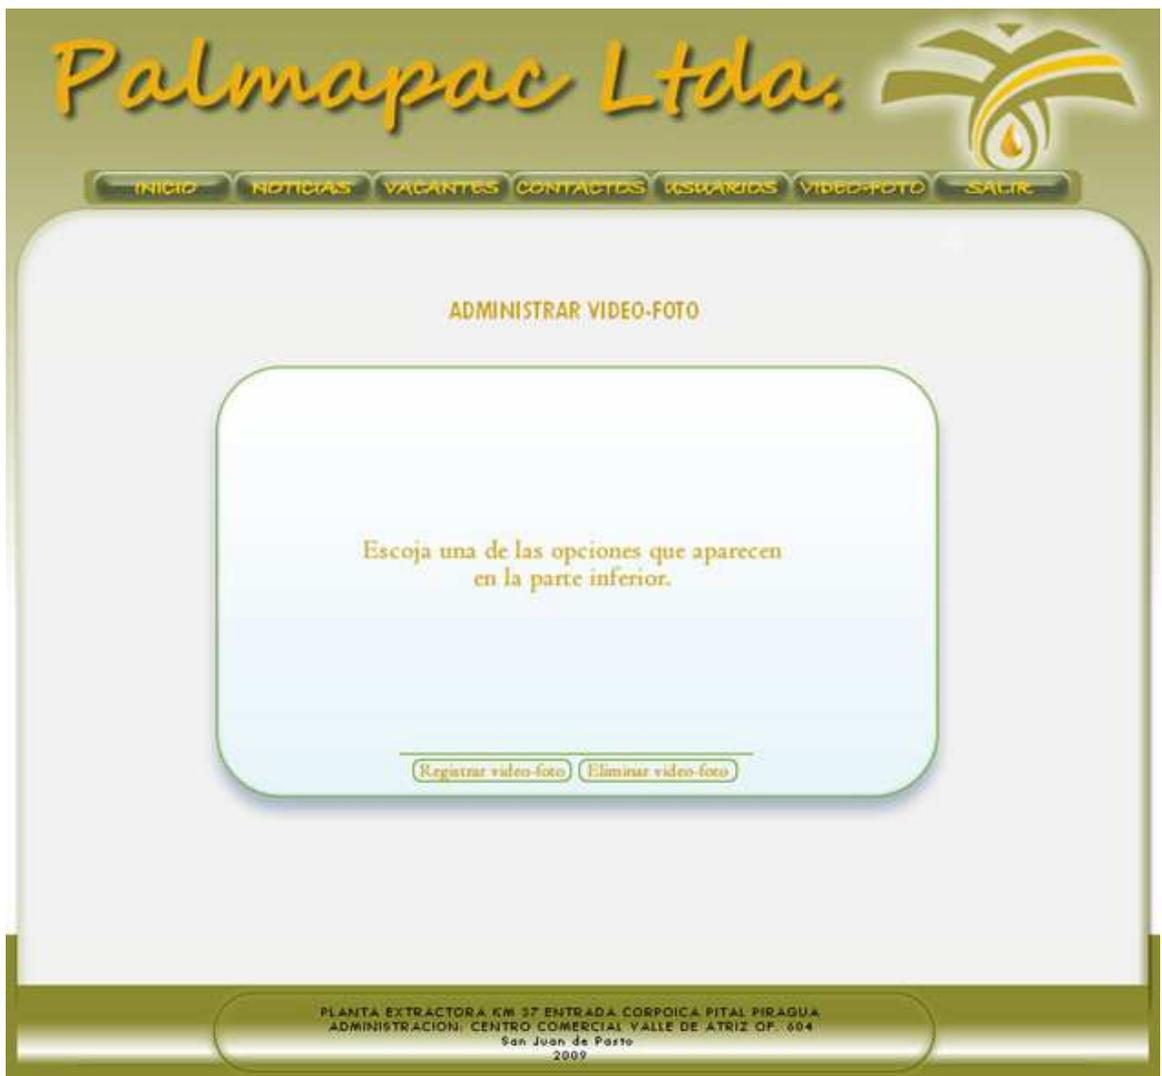 Palmapac Ltda.
INICIO NOTICIAS VACANTES CONTACTOS USUARIOS VIDEO-FOTO SALIR
ADMINISTRAR VIDEO-FOTO
Escoja una de las opciones que aparecen
en la parte inferior.
Registrar video-foto Eliminar video-foto
PLANTA EXTRACTORA KM 37 ENTRADA CORPOICA PITAL PIRAGUA
ADMINISTRACION: CENTRO COMERCIAL VALLE DE ATRIZ OF. 604
San Juan de Pasto
2009